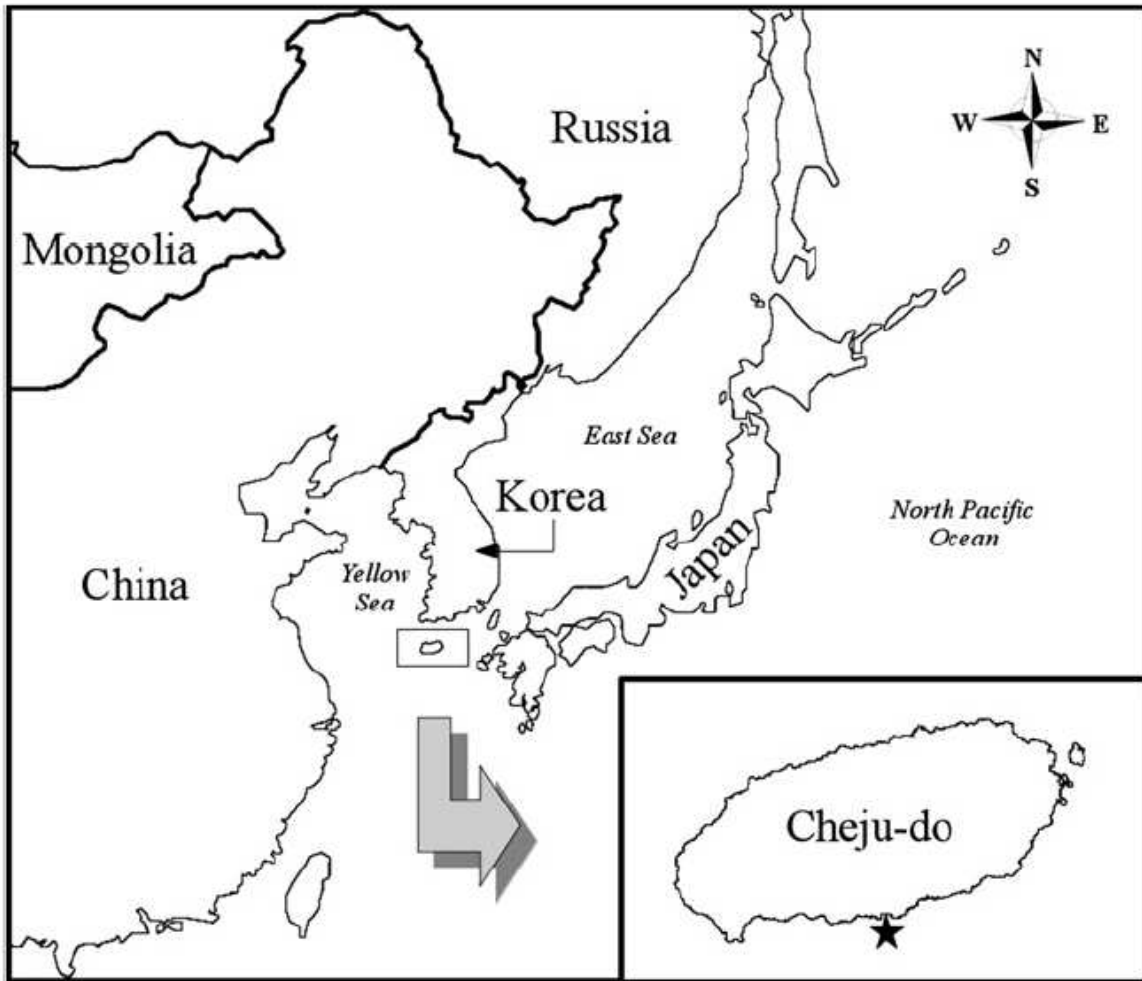 N
Russia
W
E
S
Mongolia
East Sea
Korea
North Pacific
Ocean
Japan
China
Yellow
Sea
Cheju-do